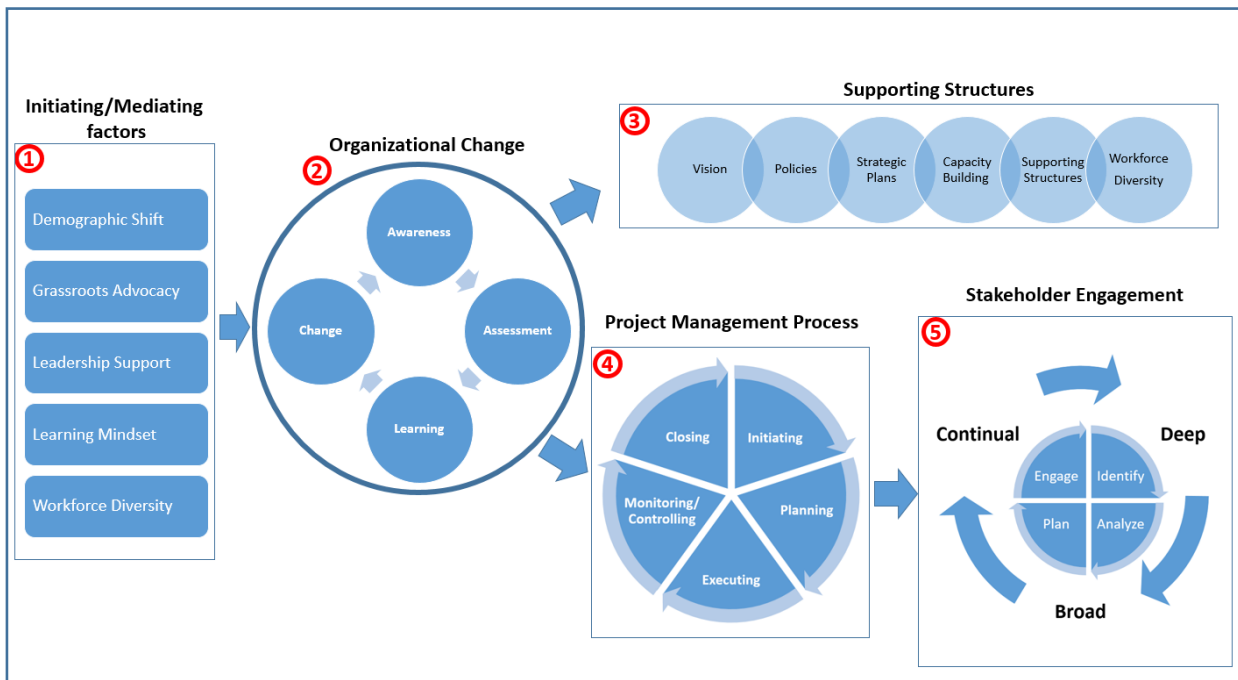 Initiating/Mediating
factors
①
Demographic Shift
Grassroots Advocacy
Leadership Support
Learning Mindset
Workforce Diversity
Organizational Change
②
Awareness
Assessment
Learning
Change
Supporting Structures
③
Vision
Policies
Strategic
Plans
Capacity
Building
Supporting
Structures
Workforce
Diversity
Project Management Process
④
Closing
Initiating
Monitoring/
Controlling
Planning
Executing
Stakeholder Engagement
⑤
Continual
Deep
Engage
Identify
Plan
Analyze
Broad